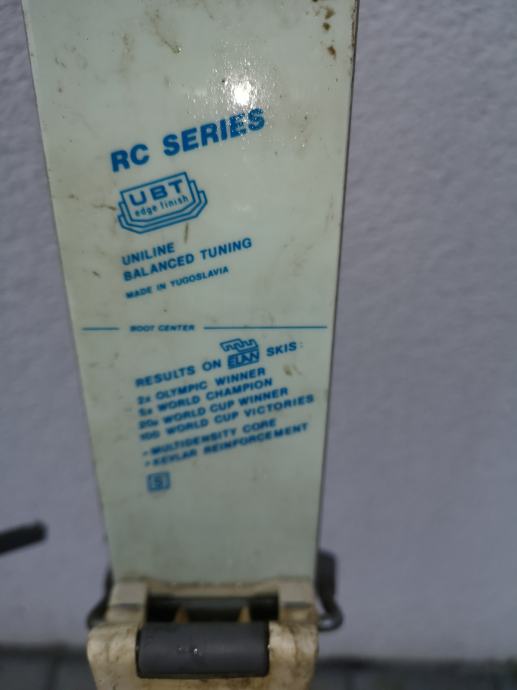 RC SERIES
UBT
edge finish
UNILINE
BALANCED TUNING
MADE IN YUGOSLAVIA
BOOT CENTER
RESULTS ON ELAN SKIS:
2x OLYMPIC WINNER
5x WORLD CHAMPION
20x WORLD CUP WINNER
100 WORLD CUP VICTORIES
• MULTIDENSITY CORE
• KEVLAR REINFORCEMENT
S